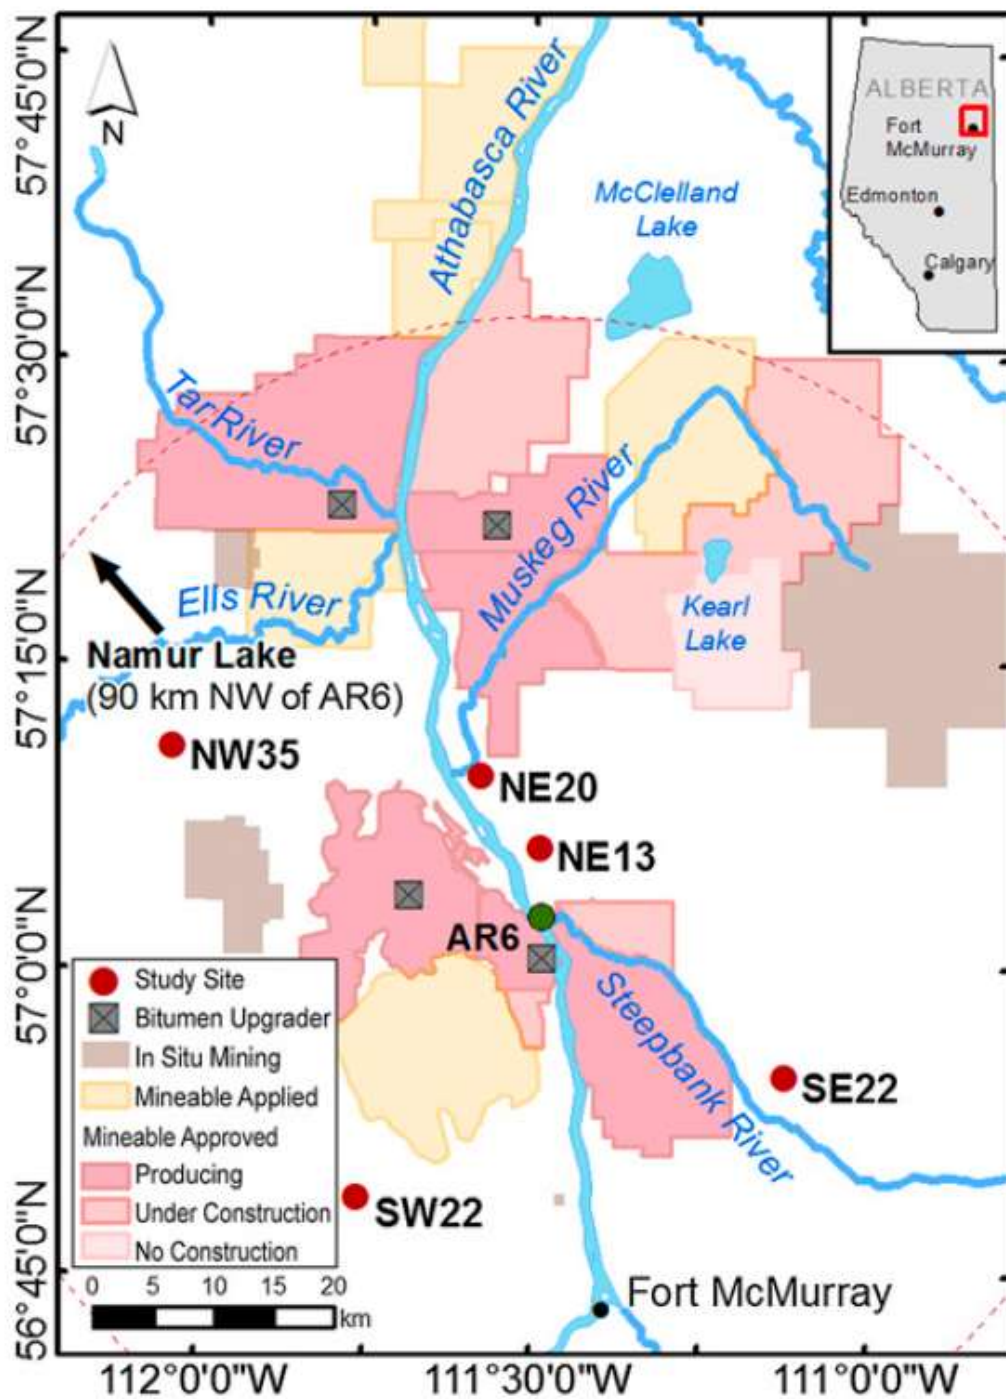 57°45'0"N
57°30'0"N
57°15'0"N
57°0'0"N
56°45'0"N
N
Athabasca River
McClelland
Lake
ALBERTA
Fort
McMurray
Edmonton
Calgary
Tar River
Muskeg River
Ells River
Kearl
Lake
Namur Lake
(90 km NW of AR6)
NW35
NE20
NE13
AR6
Steepbank River
SE22
SW22
Fort McMurray
Study Site
Bitumen Upgrader
In Situ Mining
Mineable Applied
Mineable Approved
Producing
Under Construction
No Construction
0 5 10 15 20
km
112°0'0"W 111°30'0"W 111°0'0"W